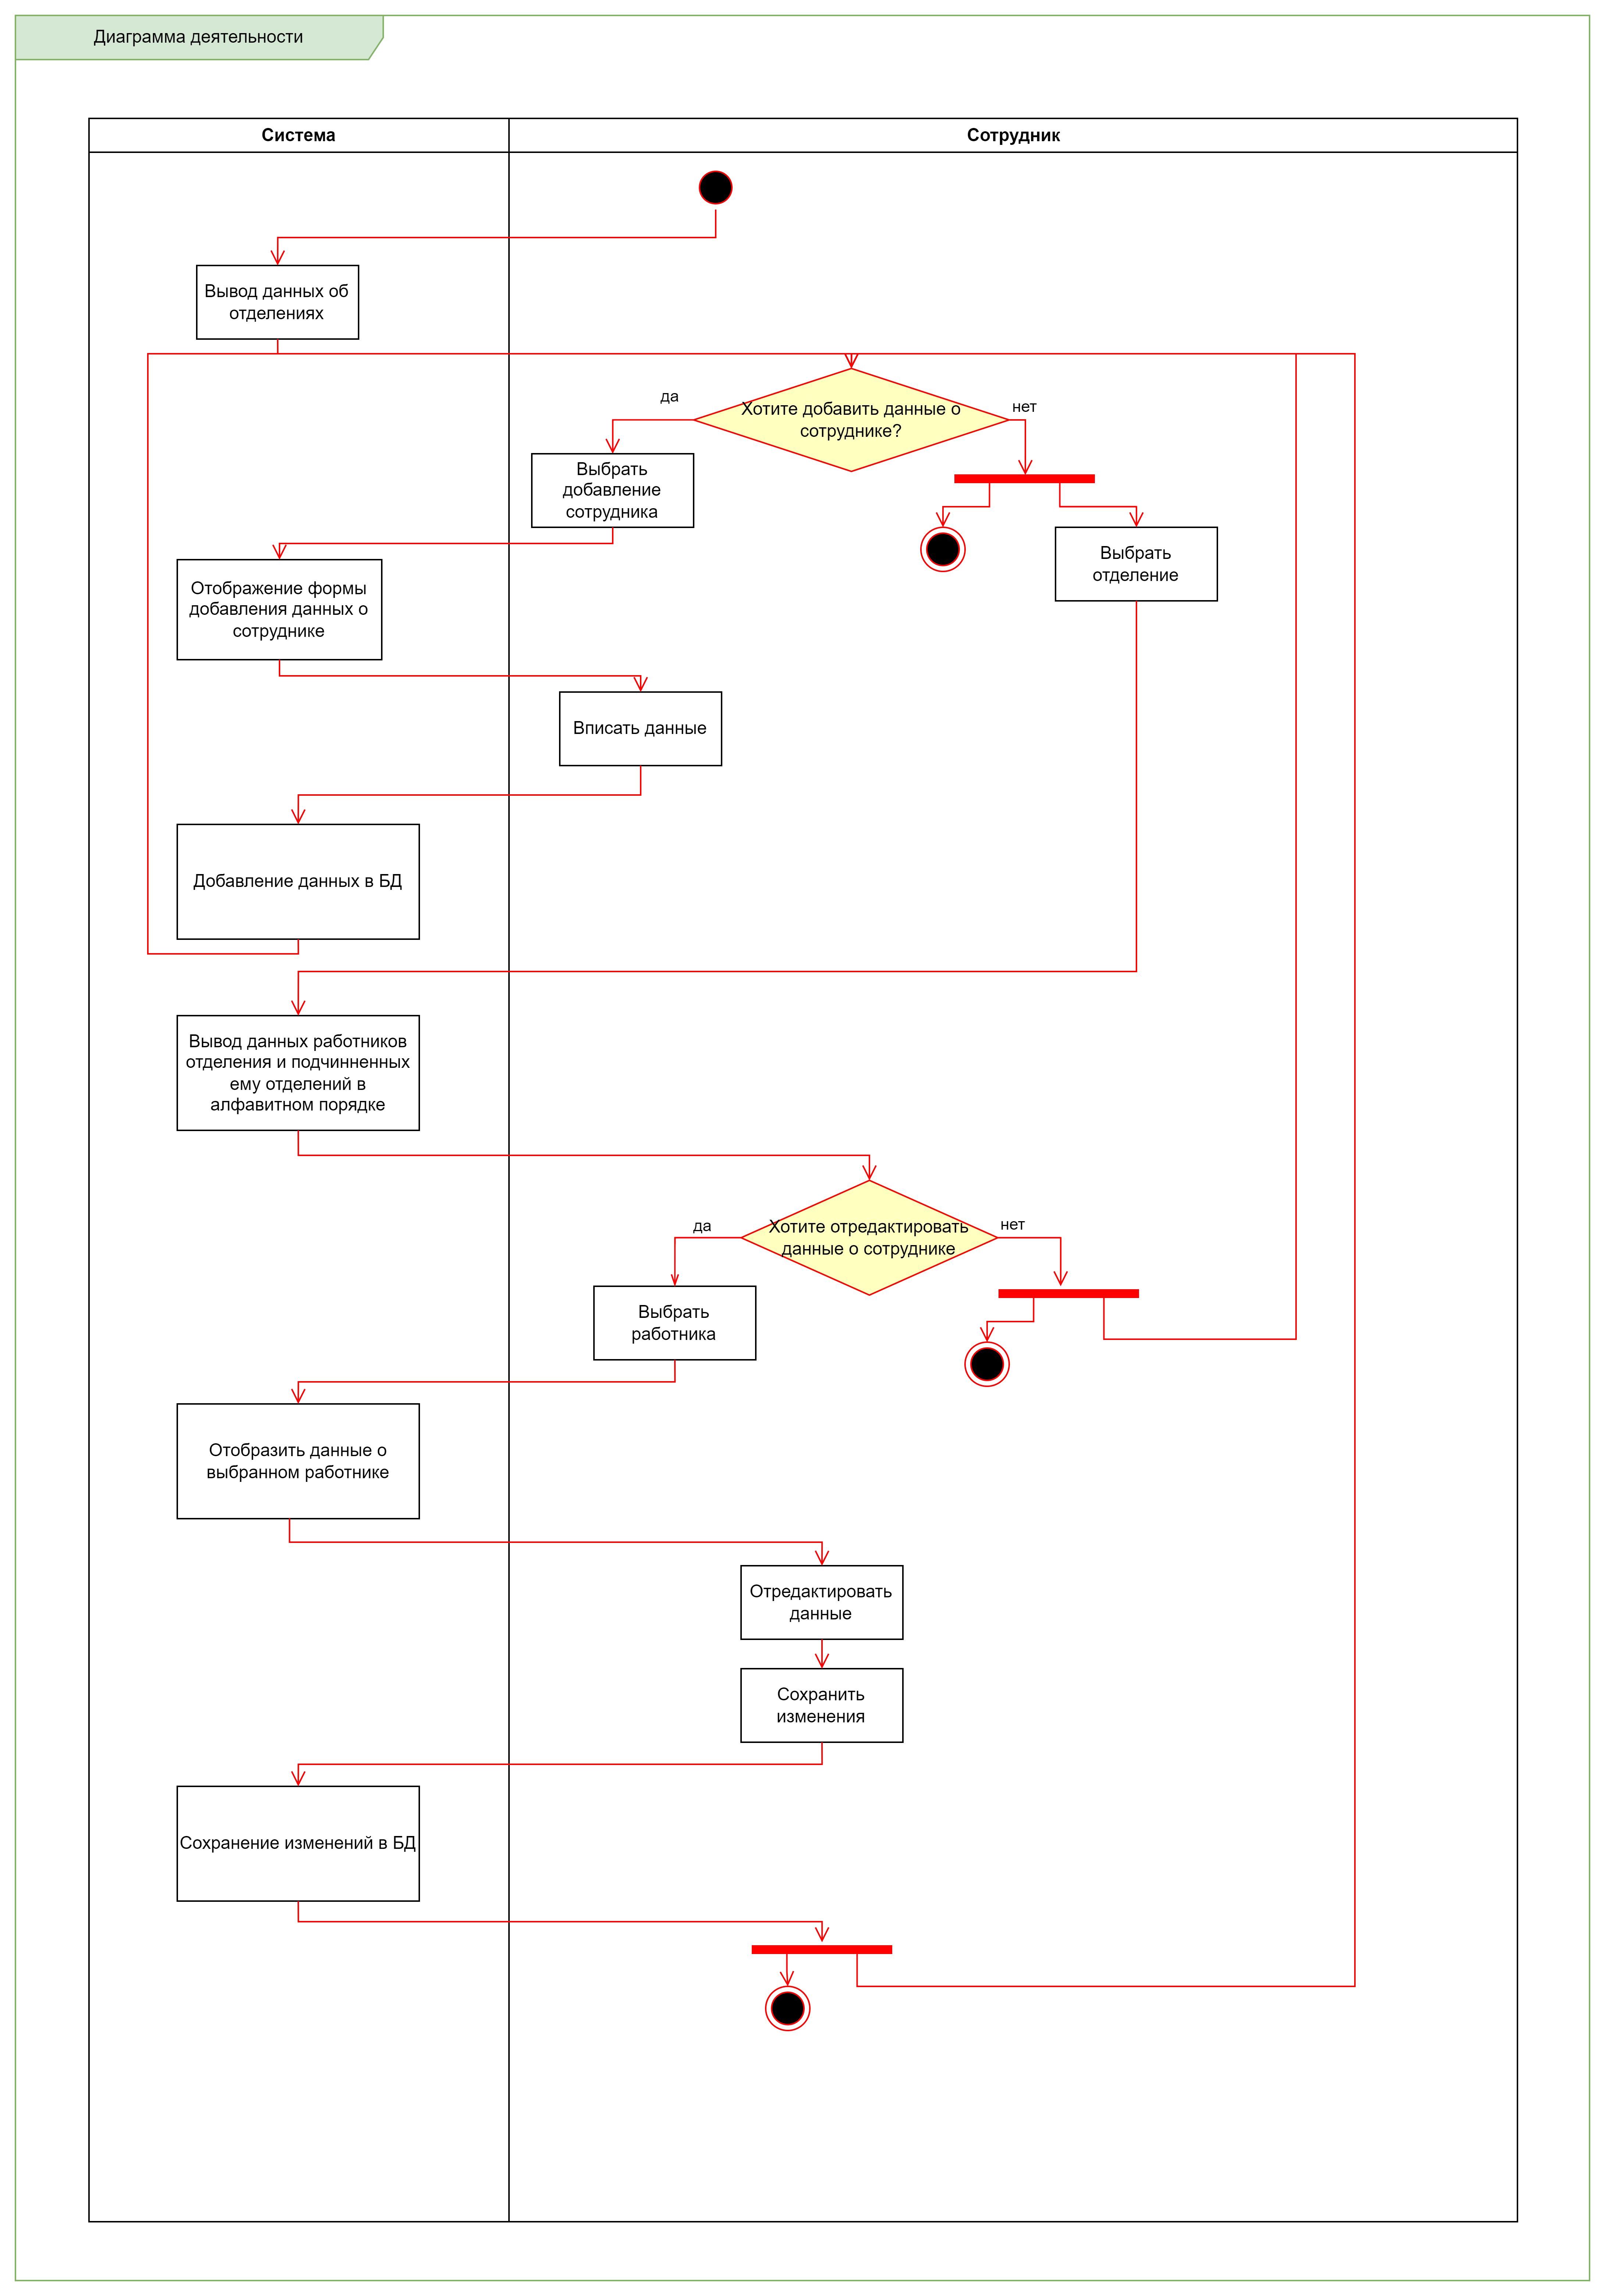 Диаграмма деятельности
Система
Сотрудник
Вывод данных об
отделениях
да
Хотите добавить данные о
сотруднике?
нет
Выбрать
добавление
сотрудника
Выбрать
отделение
Отображение формы
добавления данных о
сотруднике
Вписать данные
Добавление данных в БД
Вывод данных работников
отделения и подчинненных
ему отделений в
алфавитном порядке
да
Хотите отредактировать
данные о сотруднике
нет
Выбрать
работника
Отобразить данные о
выбранном работнике
Отредактировать
данные
Сохранить
изменения
Сохранение изменений в БД